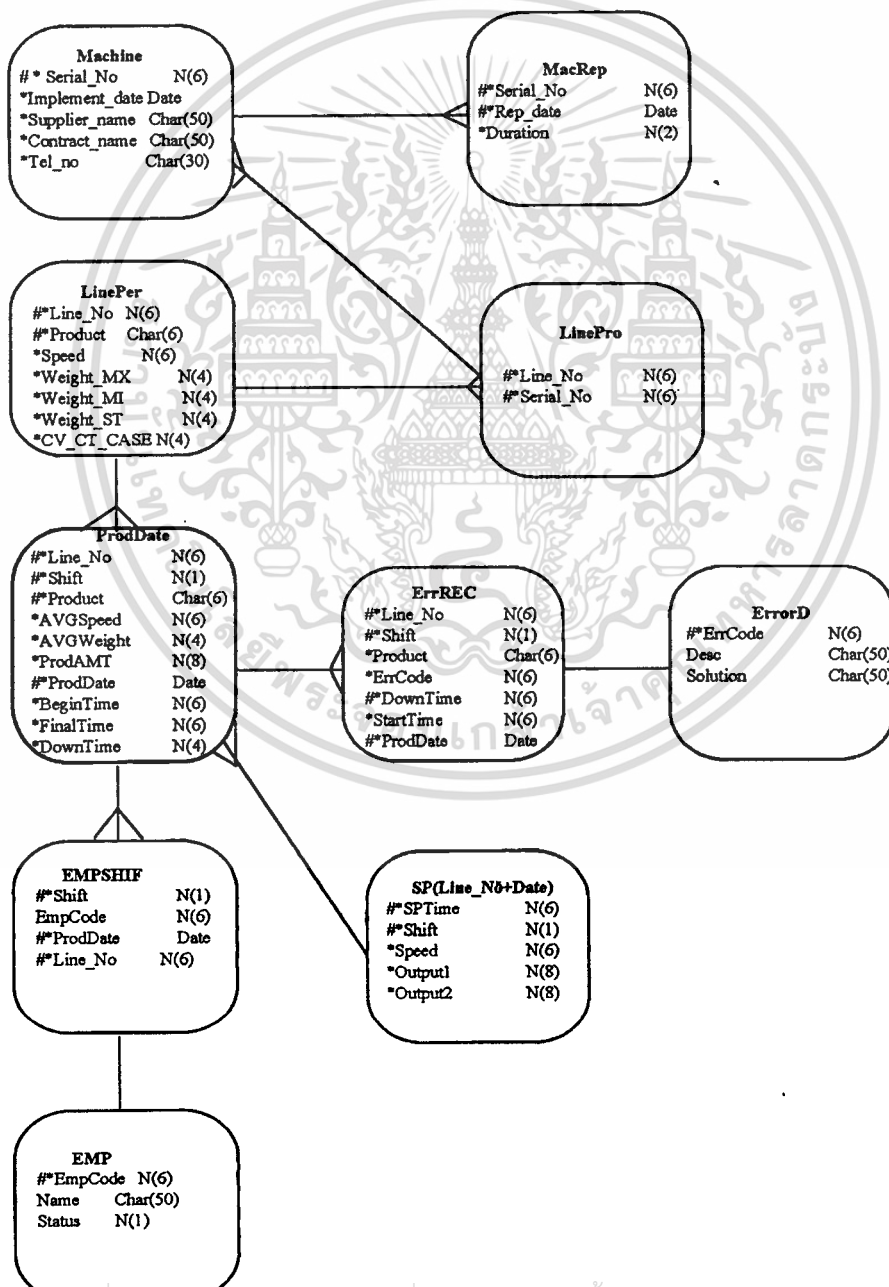 Machine
# * Serial_No N(6)
*Implement_date Date
*Supplier_name Char(50)
*Contract_name Char(50)
*Tel_no Char(30)
MacRep
#*Serial_No N(6)
#*Rep_date Date
*Duration N(2)
LinePer
#*Line_No N(6)
#*Product Char(6)
*Speed N(6)
*Weight_MX N(4)
*Weight_MI N(4)
*Weight_ST N(4)
*CV_CT_CASE N(4)
LinePro
#*Line_No N(6)
#*Serial_No N(6)
ProdDate
#*Line_No N(6)
#*Shift N(1)
#*Product Char(6)
*AVGSpeed N(6)
*AVGWeight N(4)
*ProdAMT N(8)
#*ProdDate Date
*BeginTime N(6)
*FinalTime N(6)
*DownTime N(4)
ErrREC
#*Line_No N(6)
#*Shift N(1)
*Product Char(6)
*ErrCode N(6)
#*DownTime N(6)
*StartTime N(6)
#*ProdDate Date
ErrorD
#*ErrCode N(6)
Desc Char(50)
Solution Char(50)
EMPSHIF
#*Shift N(1)
EmpCode N(6)
#*ProdDate Date
#*Line_No N(6)
SP(Line_No+Date)
#*SPTime N(6)
#*Shift N(1)
*Speed N(6)
*Output1 N(8)
*Output2 N(8)
EMP
#*EmpCode N(6)
Name Char(50)
Status N(1)